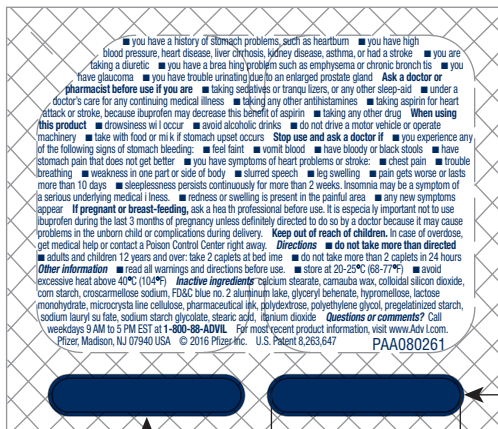 ■ you have a history of stomach problems, such as heartburn ■ you have high
blood pressure, heart disease, liver cirrhosis, kidney disease, asthma, or had a stroke ■ you are
taking a diuretic ■ you have a brea hing problem such as emphysema or chronic bronch tis ■ you
have glaucoma ■ you have trouble urinating due to an enlarged prostate gland Ask a doctor or
pharmacist before use if you are ■ taking sedatives or tranqu lizers, or any other sleep-aid ■ under a
doctor's care for any continuing medical illness ■ taking any other antihistamines ■ taking aspirin for heart
attack or stroke, because ibuprofen may decrease this benefit of aspirin ■ taking any other drug When using
this product ■ drowsiness wi l occur ■ avoid alcoholic drinks ■ do not drive a motor vehicle or operate
machinery ■ take with food or mi k if stomach upset occurs Stop use and ask a doctor if ■ you experience any
of the following signs of stomach bleeding: ■ feel faint ■ vomit blood ■ have bloody or black stools ■ have
stomach pain that does not get better ■ you have symptoms of heart problems or stroke: ■ chest pain ■ trouble
breathing ■ weakness in one part or side of body ■ slurred speech ■ leg swelling ■ pain gets worse or lasts
more than 10 days ■ sleeplessness persists continuously for more than 2 weeks. Insomnia may be a symptom of
a serious underlying medical i lness. ■ redness or swelling is present in the painful area ■ any new symptoms
appear If pregnant or breast-feeding, ask a health professional before use. It is especia ly important not to use
ibuprofen during the last 3 months of pregnancy unless definitely directed to do so by a doctor because it may cause
problems in the unborn child or complications during delivery. Keep out of reach of children. In case of overdose,
get medical help or contact a Poison Control Center right away. Directions ■ do not take more than directed
■ adults and children 12 years and over: take 2 caplets at bed ime ■ do not take more than 2 caplets in 24 hours
Other information ■ read all warnings and directions before use. ■ store at 20-25°C (68-77°F) ■ avoid
excessive heat above 40°C (104°F) Inactive ingredients calcium stearate, carnauba wax, colloidal silicon dioxide,
corn starch, croscarmellose sodium, FD&C blue no. 2 aluminum lake, glyceryl behenate, hypromellose, lactose
monohydrate, microcrysta line cellulose, pharmaceutical ink, polydextrose, polyethylene glycol, pregelatinized starch,
sodium lauryl su fate, sodium starch glycolate, stearic acid, itanium dioxide Questions or comments? Call
weekdays 9 AM to 5 PM EST at 1-800-88-ADVIL For most recent product information, visit www.Adv l.com.
Pfizer, Madison, NJ 07940 USA © 2016 Pfizer Inc. U.S. Patent 8,263,647 PAA080261